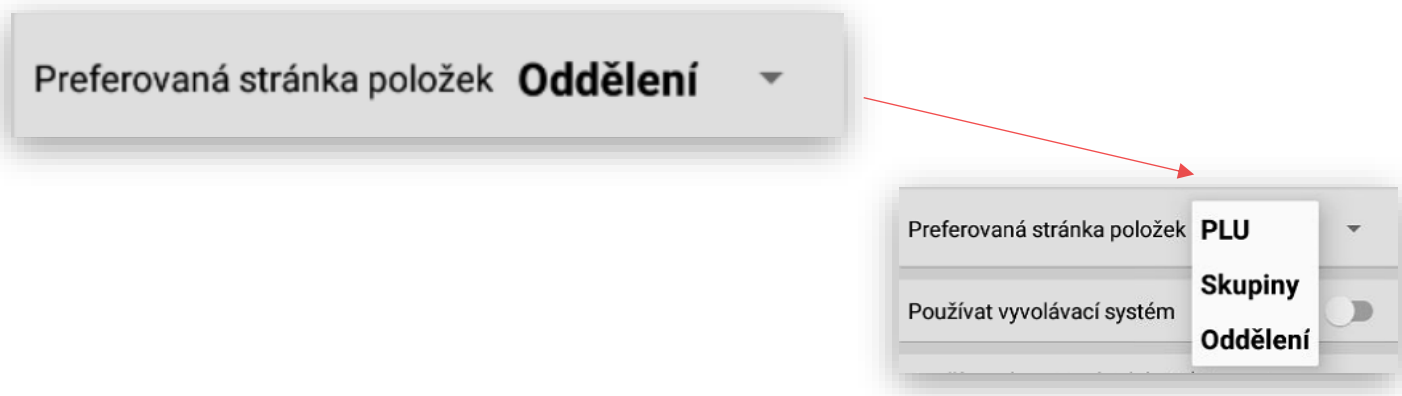 Preferovaná stránka položek Oddělení
Preferovaná stránka položek PLU
Skupiny
Používat vyvolávací systém
Oddělení